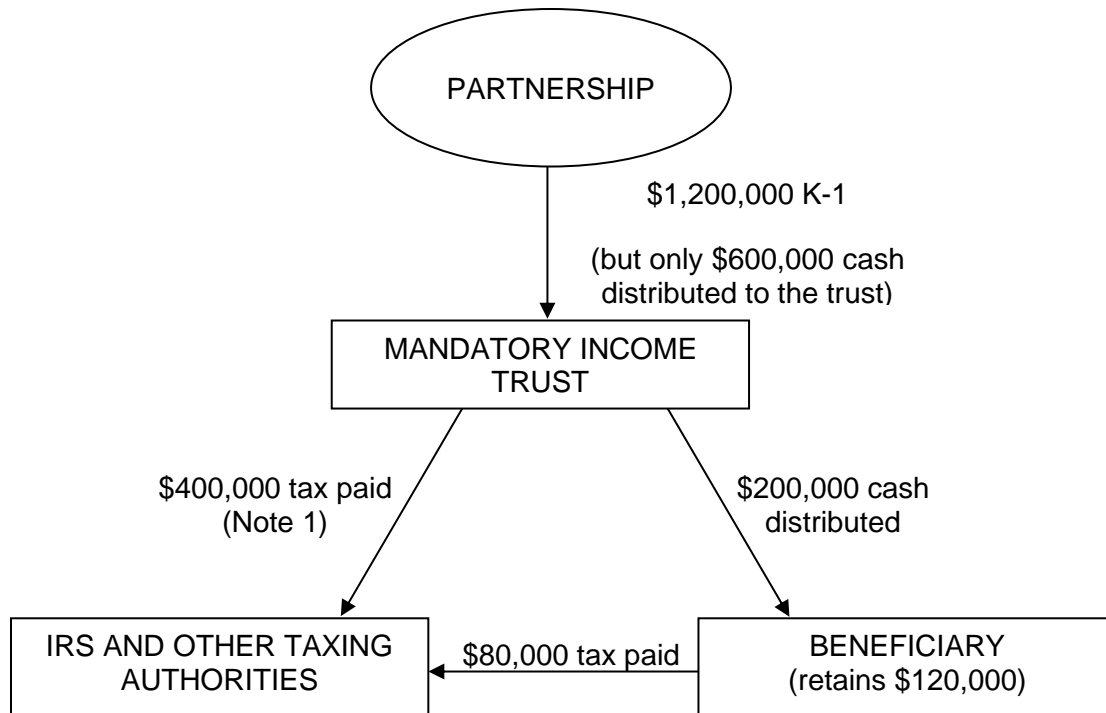 PARTNERSHIP
$1,200,000 K-1
(but only $600,000 cash
distributed to the trust)
MANDATORY INCOME
TRUST
$400,000 tax paid
(Note 1)
$200,000 cash
distributed
IRS AND OTHER TAXING
AUTHORITIES
$80,000 tax paid
BENEFICIARY
(retains $120,000)